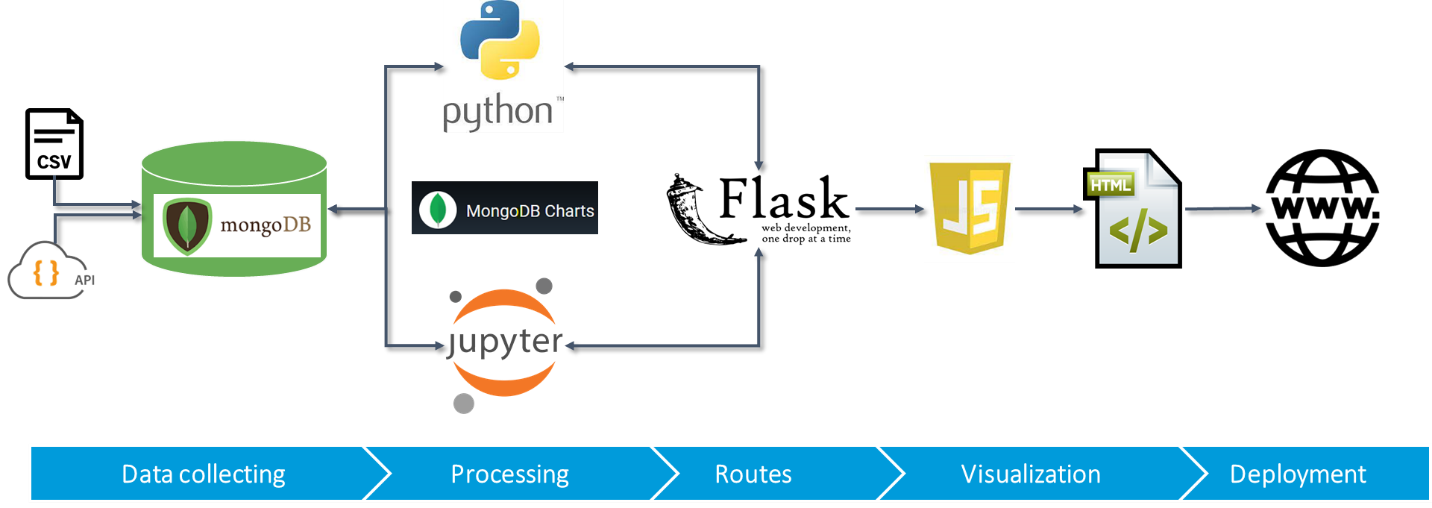 python™
CSV
mongoDB
{ } API
MongoDB Charts
Flask
web development,
one drop at a time
JS
HTML
</>
www.
jupyter
Data collecting
Processing
Routes
Visualization
Deployment